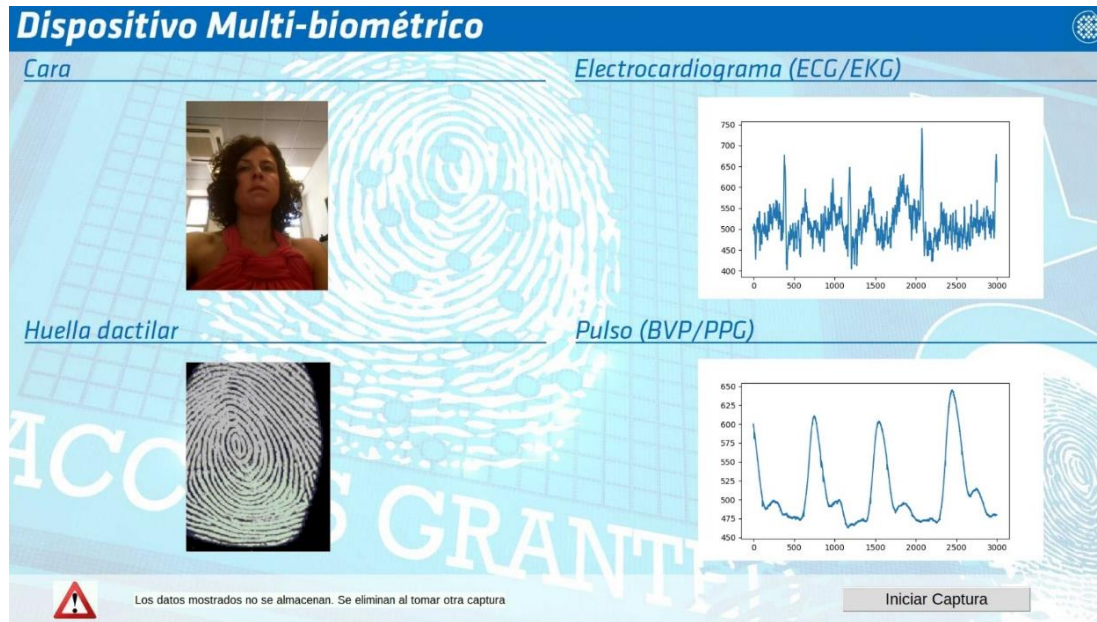 Dispositivo Multi-biométrico
Cara
Electrocardiograma (ECG/EKG)
750
700
650
600
550
500
450
400
0 500 1000 1500 2000 2500 3000
Huella dactilar
Pulso (BVP/PPG)
650
625
600
575
550
525
500
475
450
0 500 1000 1500 2000 2500 3000
Los datos mostrados no se almacenan. Se eliminan al tomar otra captura
Iniciar Captura